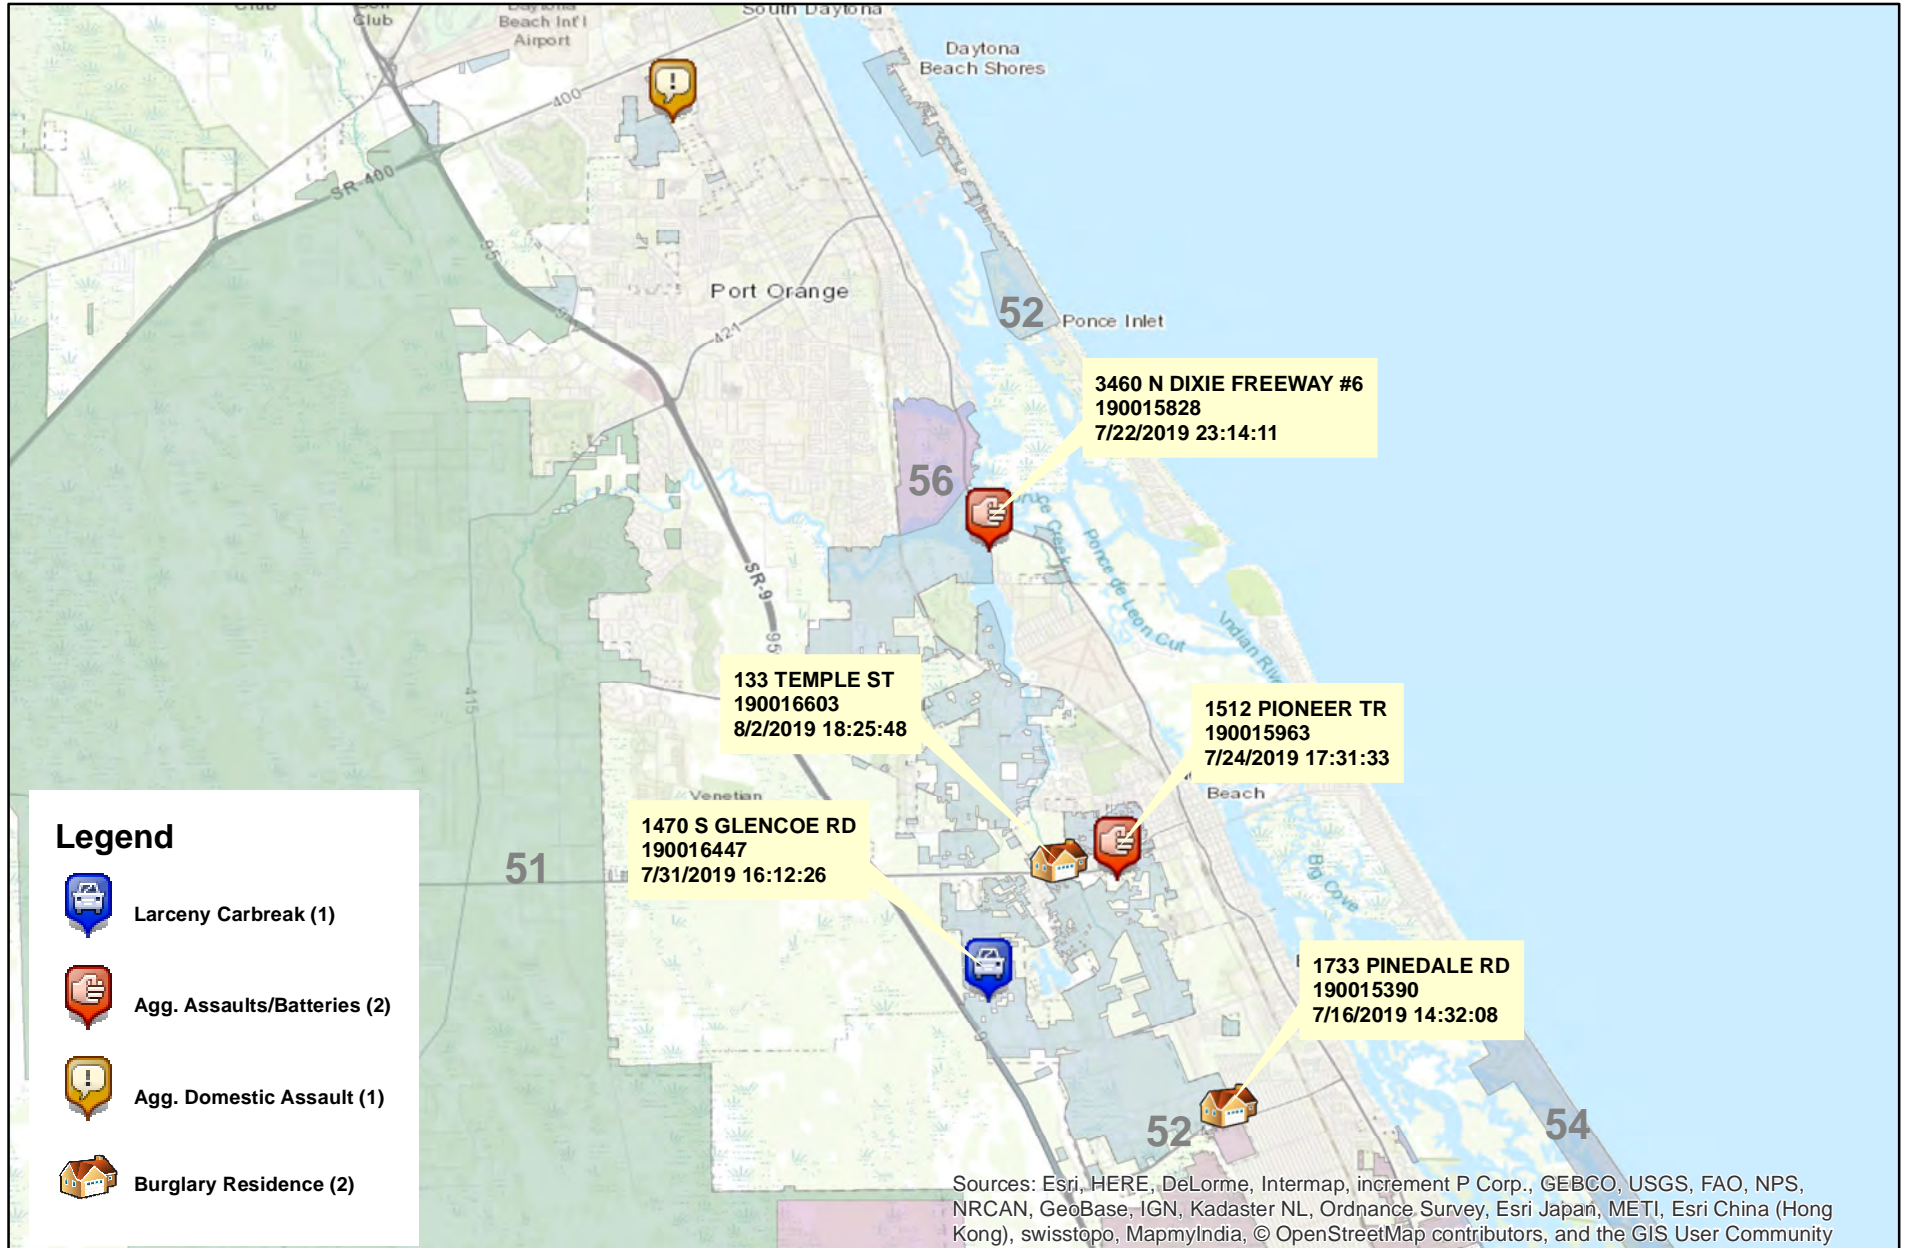 Club
Club
Beach Int'l
Airport
South Daytona
Daytona
Beach Shores
400
SR-400
95
Port Orange
421
52
Ponce Inlet
3460 N DIXIE FREEWAY #6
190015828
7/22/2019 23:14:11
56
Creek
Ponce de Leon Cut
Indian River
SR-9
95
415
133 TEMPLE ST
190016603
8/2/2019 18:25:48
1512 PIONEER TR
190015963
7/24/2019 17:31:33
Beach
Venetian
1470 S GLENCOE RD
190016447
7/31/2019 16:12:26
51
Big Cove
1733 PINEDALE RD
190015390
7/16/2019 14:32:08
9
52
54
Legend
Larceny Carbreak (1)
Agg. Assaults/Batteries (2)
Agg. Domestic Assault (1)
Burglary Residence (2)
Sources: Esri, HERE, DeLorme, Intermap, increment P Corp., GEBCO, USGS, FAO, NPS,
NRCAN, GeoBase, IGN, Kadaster NL, Ordnance Survey, Esri Japan, METI, Esri China (Hong
Kong), swisstopo, MapmyIndia, © OpenStreetMap contributors, and the GIS User Community